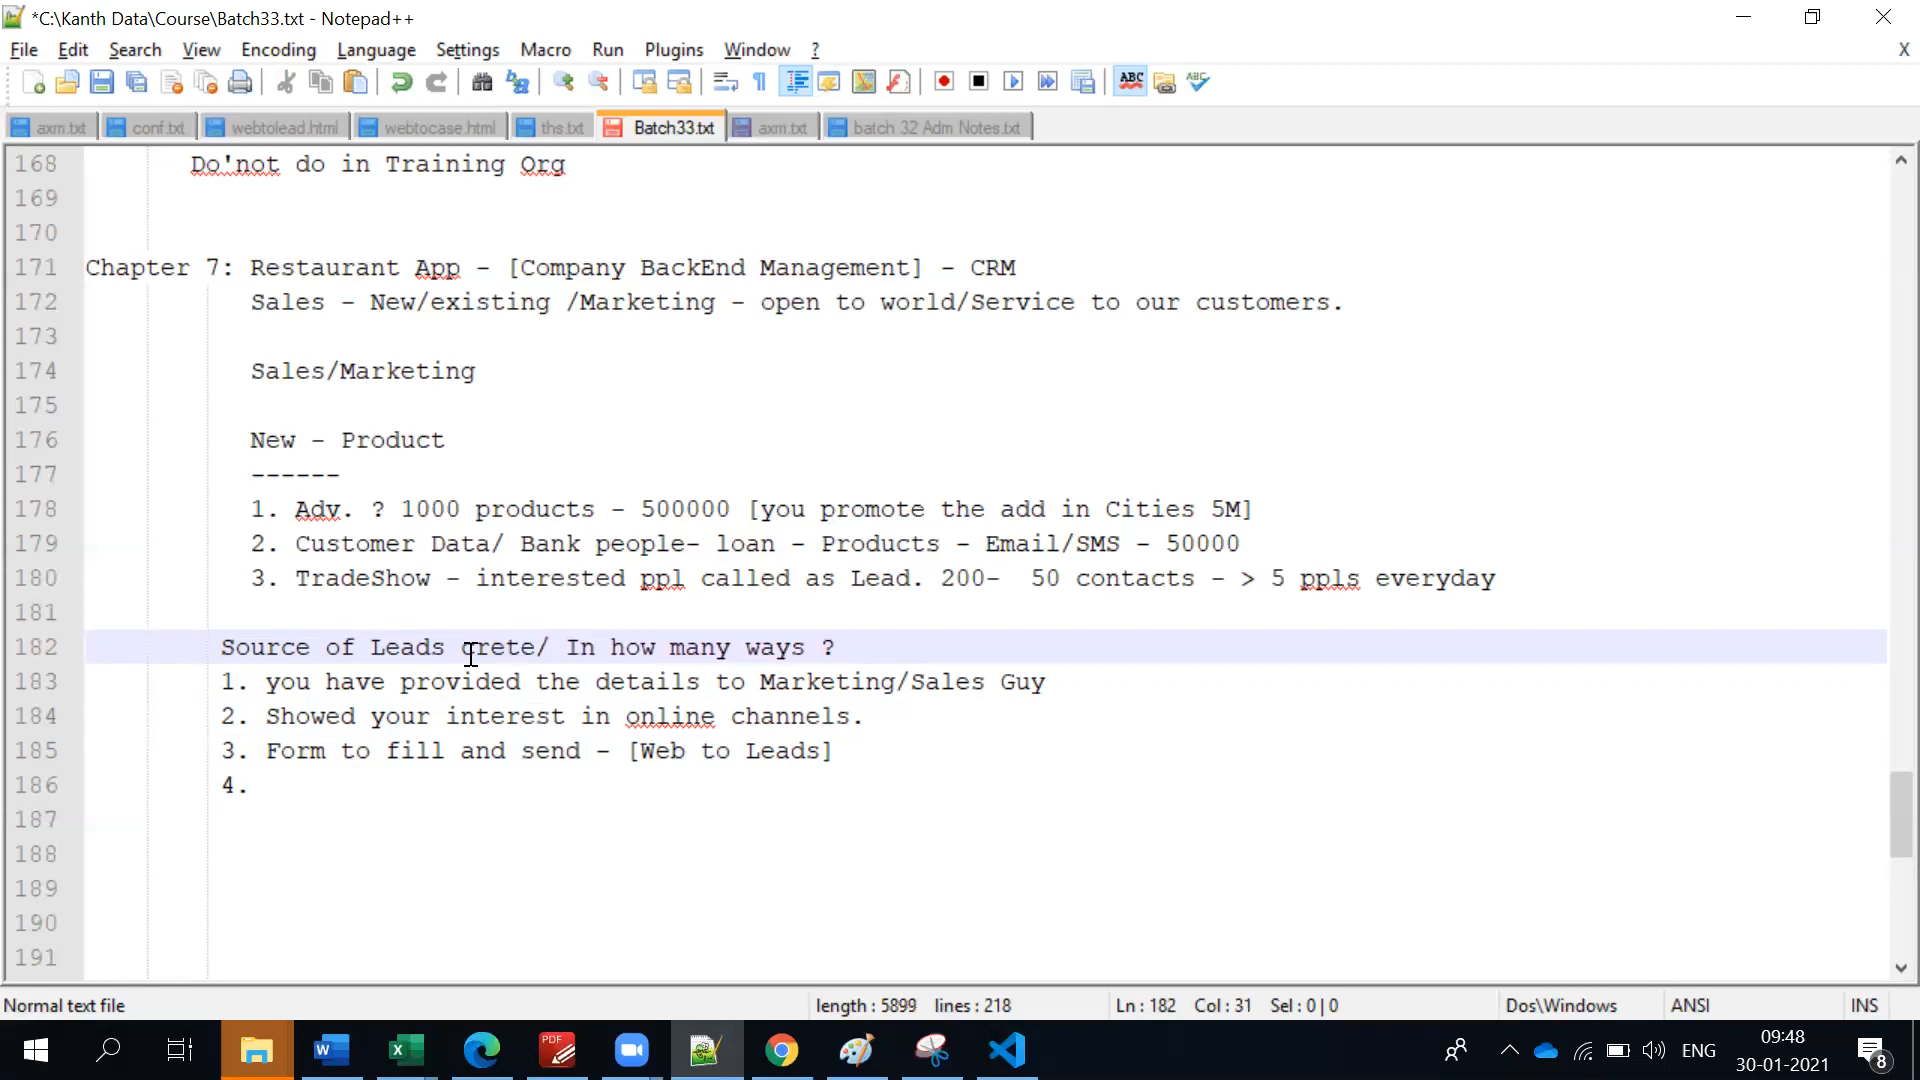 *C:\Kanth Data\Course\Batch33.txt - Notepad++
File Edit Search View Encoding Language Settings Macro Run Plugins Window ? X
ABC ABC
axm.txt conf.txt webtolead.html webtocase.html ths.txt Batch33.txt axm.txt batch 32 Adm Notes.txt
168 Do'not do in Training Org
169
170
171 Chapter 7: Restaurant App - [Company BackEnd Management] - CRM
172 Sales - New/existing /Marketing - open to world/Service to our customers.
173
174 Sales/Marketing
175
176 New - Product
177 ------
178 1. Adv. ? 1000 products - 500000 [you promote the add in Cities 5M]
179 2. Customer Data/ Bank people- loan - Products - Email/SMS - 50000
180 3. TradeShow - interested ppl called as Lead. 200- 50 contacts - > 5 ppls everyday
181
182 Source of Leads crete/ In how many ways ?
183 1. you have provided the details to Marketing/Sales Guy
184 2. Showed your interest in online channels.
185 3. Form to fill and send - [Web to Leads]
186 4.
187
188
189
190
191
Normal text file length : 5899 lines : 218 Ln : 182 Col : 31 Sel : 0 | 0 Dos\Windows ANSI INS
PDF ENG 09:48
30-01-2021 8